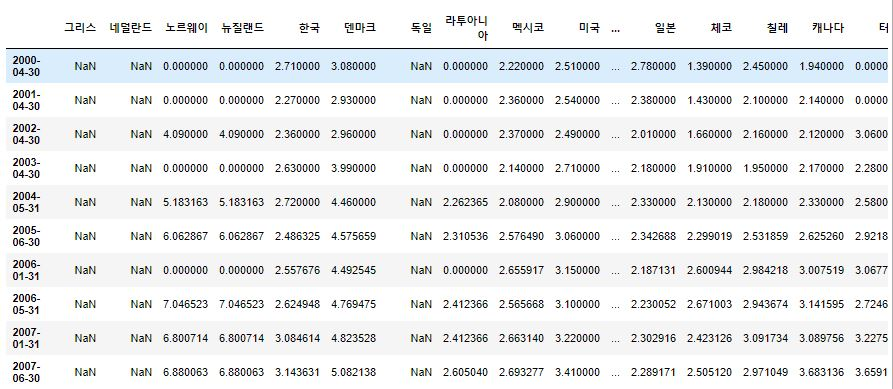 그리스 네덜란드 노르웨이 뉴질랜드 한국 덴마크 독일 라투아니아 멕시코 미국 ... 일본 체코 칠레 캐나다 터
2000-04-30 NaN NaN 0.000000 0.000000 2.710000 3.080000 NaN 0.000000 2.220000 2.510000 ... 2.780000 1.390000 2.450000 1.940000 0.0000
2001-04-30 NaN NaN 0.000000 0.000000 2.270000 2.930000 NaN 0.000000 2.360000 2.540000 ... 2.380000 1.430000 2.100000 2.140000 0.0000
2002-04-30 NaN NaN 4.090000 4.090000 2.360000 2.960000 NaN 0.000000 2.370000 2.490000 ... 2.010000 1.660000 2.160000 2.120000 3.0600
2003-04-30 NaN NaN 0.000000 0.000000 2.630000 3.990000 NaN 0.000000 2.140000 2.710000 ... 2.180000 1.910000 1.950000 2.170000 2.2800
2004-05-31 NaN NaN 5.183163 5.183163 2.720000 4.460000 NaN 2.262365 2.080000 2.900000 ... 2.330000 2.130000 2.180000 2.330000 2.5800
2005-06-30 NaN NaN 6.062867 6.062867 2.486325 4.575659 NaN 2.310536 2.576490 3.060000 ... 2.342688 2.299019 2.531859 2.625260 2.9218
2006-01-31 NaN NaN 0.000000 0.000000 2.557676 4.492545 NaN 0.000000 2.655917 3.150000 ... 2.187131 2.600944 2.984218 3.007519 3.0677
2006-05-31 NaN NaN 7.046523 7.046523 2.624948 4.769475 NaN 2.412366 2.565668 3.100000 ... 2.230052 2.671003 2.943674 3.141595 2.7246
2007-01-31 NaN NaN 6.800714 6.800714 3.084614 4.823528 NaN 2.412366 2.663140 3.220000 ... 2.302916 2.423126 3.091734 3.089756 3.2275
2007-06-30 NaN NaN 6.880063 6.880063 3.143631 5.082138 NaN 2.605040 2.693277 3.410000 ... 2.289171 2.505120 2.971049 3.683136 3.6591